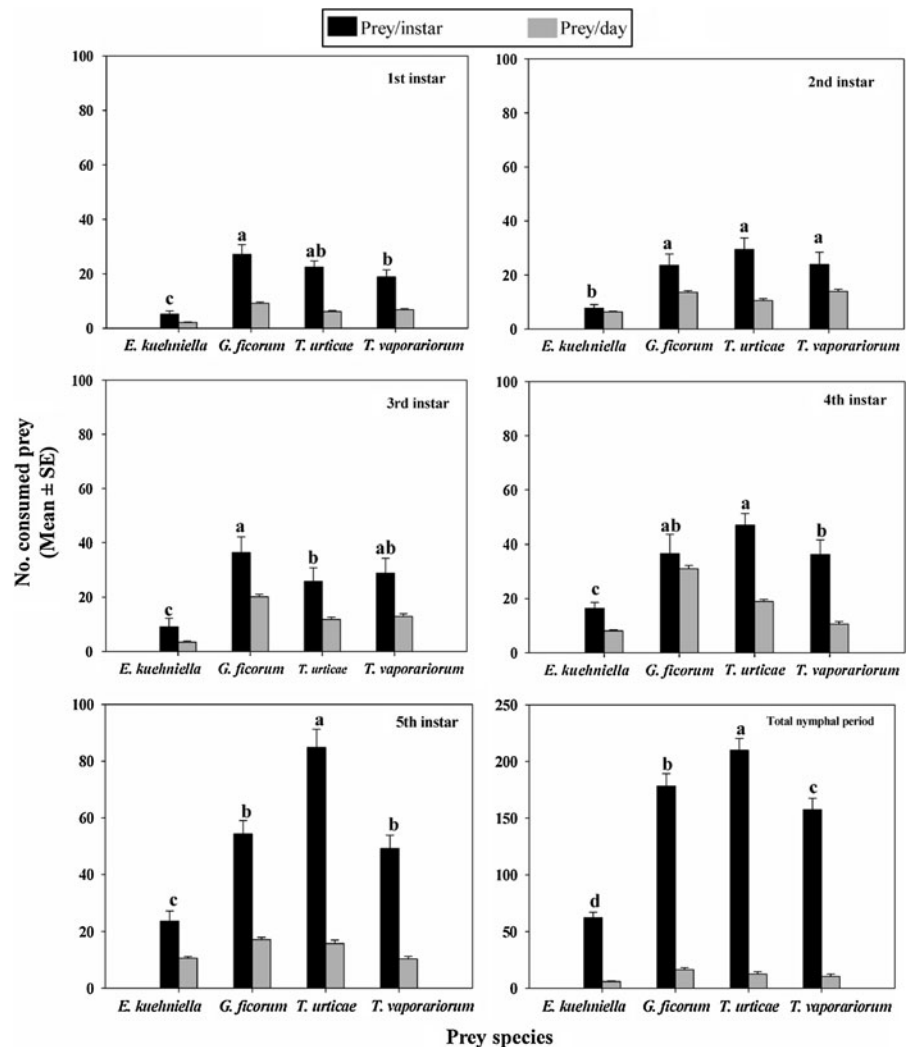 Prey/instar Prey/day
No. consumed prey
(Mean ± SE)
1st instar
100
80
60
40
20
0
c a ab b
E. kuehniella G. ficorum T. urticae T. vaporariorum
2nd instar
100
80
60
40
20
0
b a a a
E. kuehniella G. ficorum T. urticae T. vaporariorum
3rd instar
100
80
60
40
20
0
c a b ab
E. kuehniella G. ficorum T. urticae T. vaporariorum
4th instar
100
80
60
40
20
0
c ab a b
E. kuehniella G. ficorum T. urticae T. vaporariorum
5th instar
100
80
60
40
20
0
c b a b
E. kuehniella G. ficorum T. urticae T. vaporariorum
Total nymphal period
250
200
150
100
50
0
d b a c
E. kuehniella G. ficorum T. urticae T. vaporariorum
Prey species